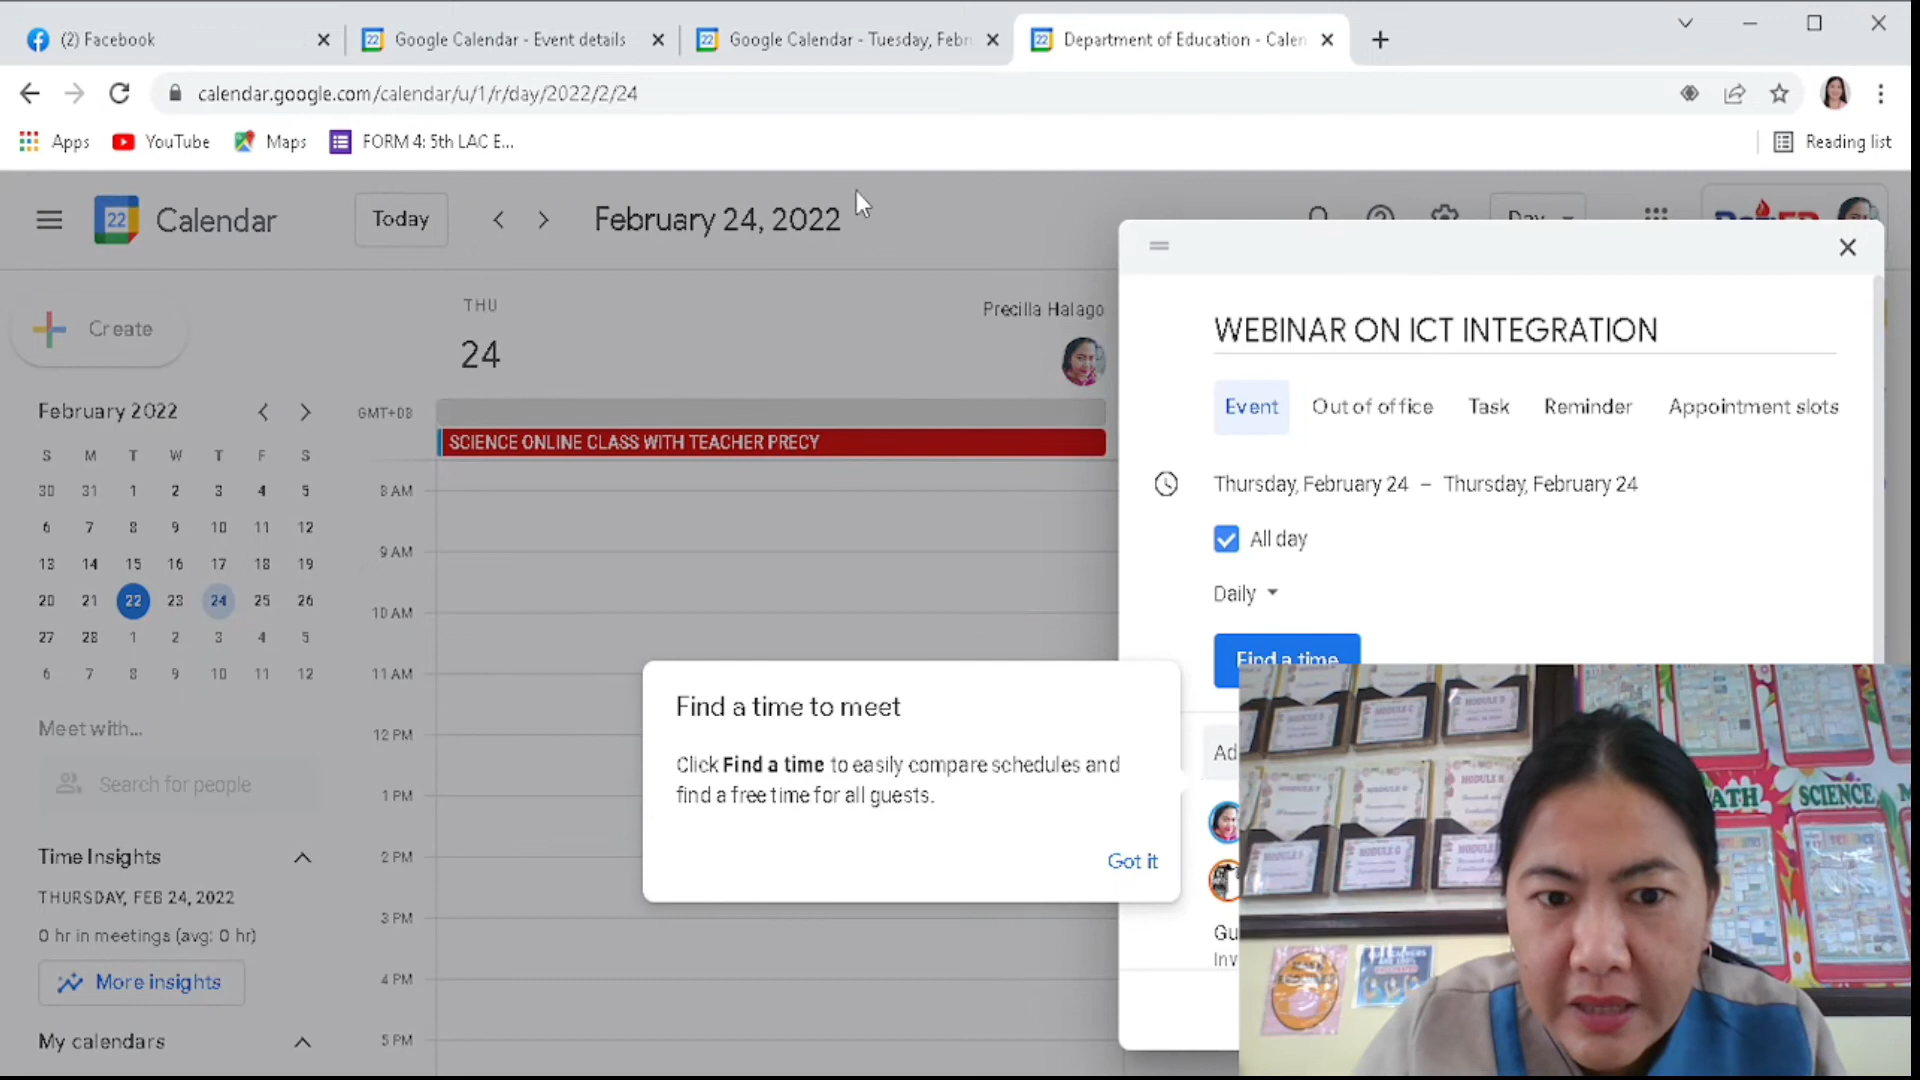 (2) Facebook
Google Calendar - Event details
Google Calendar - Tuesday, Febr
Department of Education - Calen
calendar.google.com/calendar/u/1/r/day/2022/2/24
Apps
YouTube
Maps
FORM 4: 5th LAC E...
Reading list
22
Calendar
Today
February 24, 2022
Day
DepED
Create
THU
24
Precilla Halago
GMT+08
SCIENCE ONLINE CLASS WITH TEACHER PRECY
February 2022
S M T W T F S
30 31 1 2 3 4 5
6 7 8 9 10 11 12
13 14 15 16 17 18 19
20 21 22 23 24 25 26
27 28 1 2 3 4 5
6 7 8 9 10 11 12
8 AM
9 AM
10 AM
11 AM
12 PM
1 PM
2 PM
3 PM
4 PM
5 PM
Meet with...
Search for people
Time Insights
THURSDAY, FEB 24, 2022
0 hr in meetings (avg: 0 hr)
More insights
My calendars
WEBINAR ON ICT INTEGRATION
Event Out of office Task Reminder Appointment slots
Thursday, February 24 – Thursday, February 24
All day
Daily
Find a time
Find a time to meet
Click Find a time to easily compare schedules and
find a free time for all guests.
Got it
Ad
Gu
Inv
MATH
SCIENCE